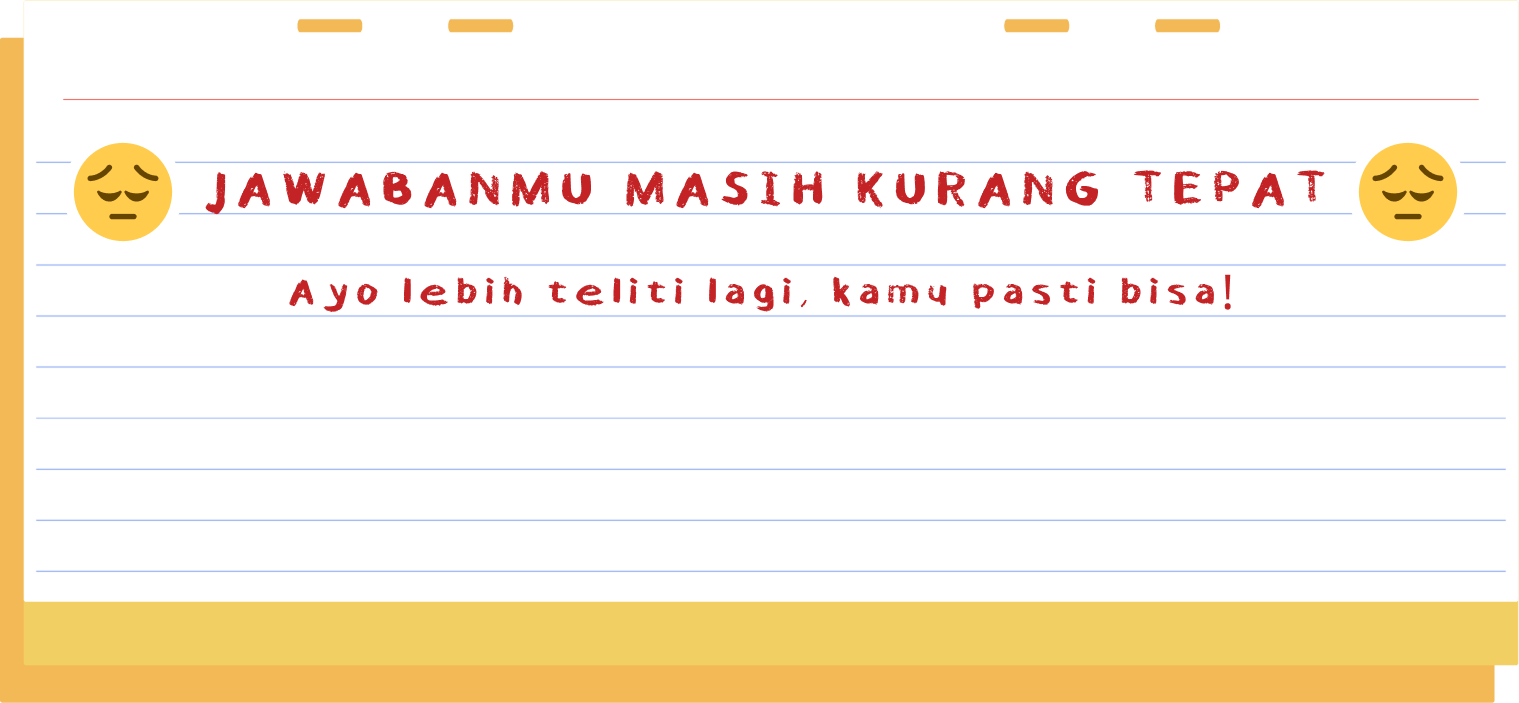 JAWABANMU MASIH KURANG TEPAT
Ayo lebih teliti lagi, kamu pasti bisa!